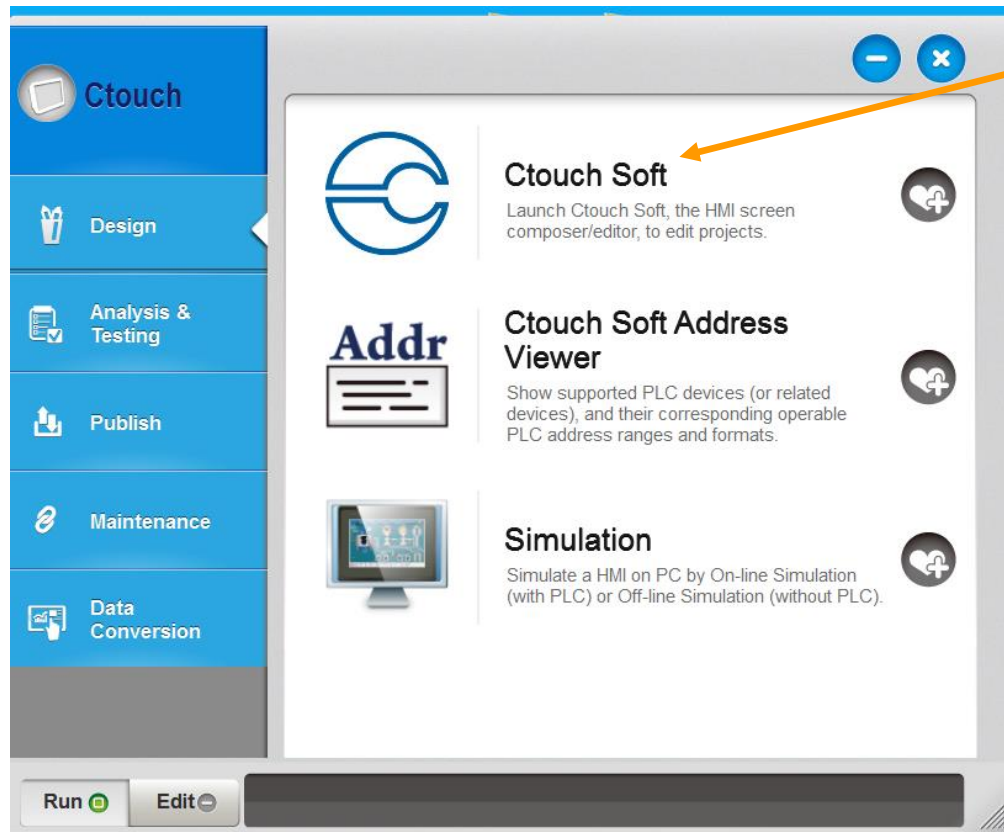 Ctouch
Design
Analysis &
Testing
Publish
Maintenance
Data
Conversion
Ctouch Soft
Launch Ctouch Soft, the HMI screen
composer/editor, to edit projects.
Addr
Ctouch Soft Address
Viewer
Show supported PLC devices (or related
devices), and their corresponding operable
PLC address ranges and formats.
Simulation
Simulate a HMI on PC by On-line Simulation
(with PLC) or Off-line Simulation (without PLC).
Run
Edit